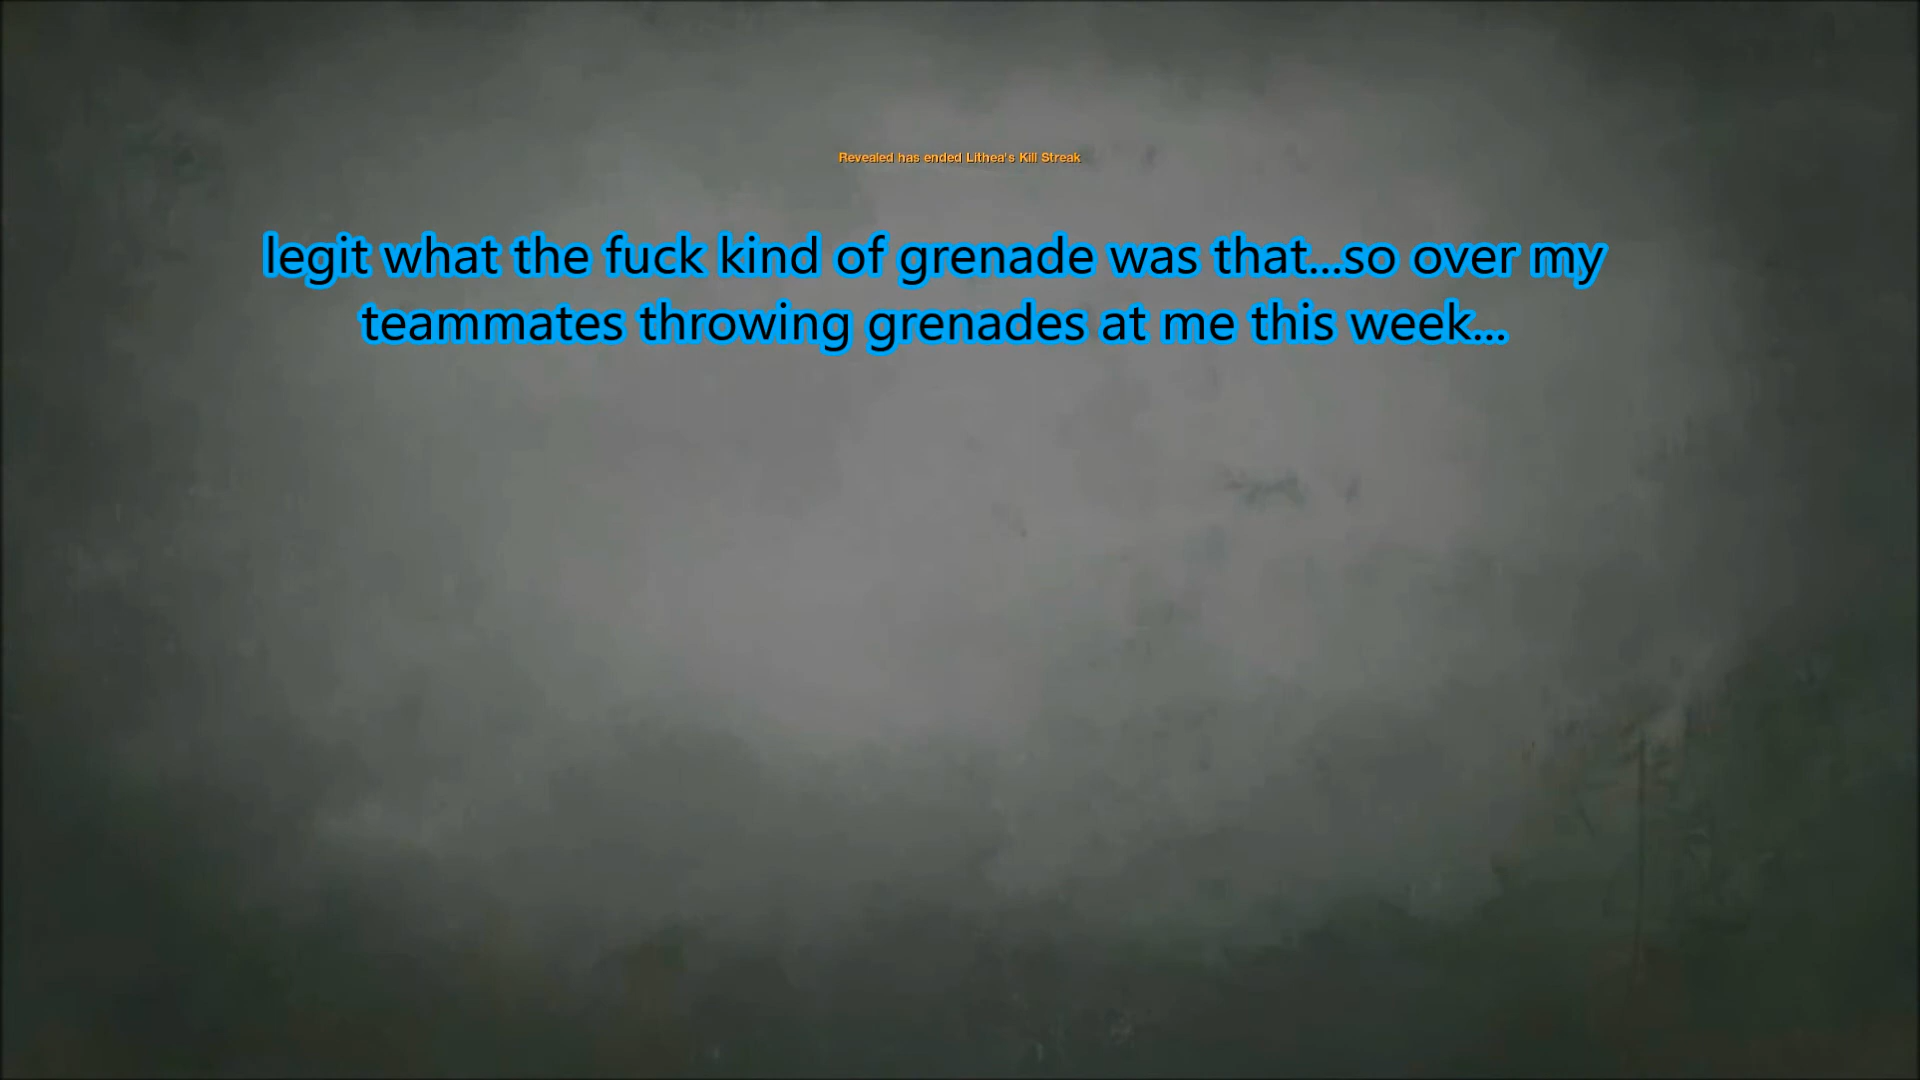 Revealed has ended Lithea's Kill Streak
legit what the fuck kind of grenade was that...so over my
teammates throwing grenades at me this week...